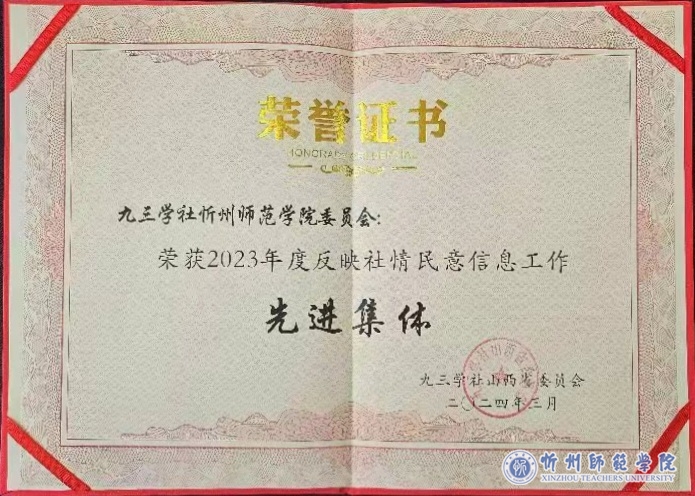 荣誉证书
九三学社忻州师范学院委员会:
荣获2023年度反映社情民意信息工作
先进集体
九三学社山西省委员会
二〇二四年三月
忻州師範學院
XINZHOU TEACHERS UNIVERSITY